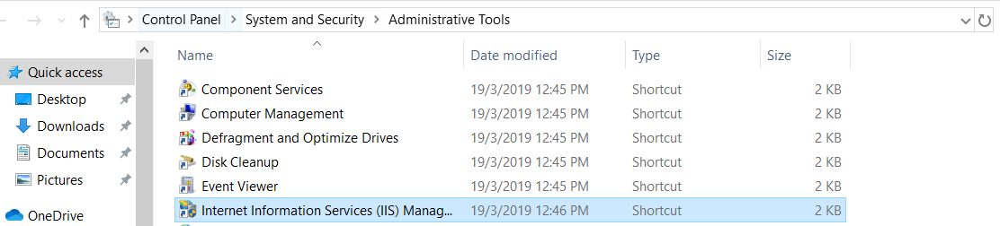 Control Panel > System and Security > Administrative Tools
Name Date modified Type Size
Quick access
Desktop
Downloads
Documents
Pictures
OneDrive
Component Services 19/3/2019 12:45 PM Shortcut 2 KB
Computer Management 19/3/2019 12:45 PM Shortcut 2 KB
Defragment and Optimize Drives 19/3/2019 12:45 PM Shortcut 2 KB
Disk Cleanup 19/3/2019 12:45 PM Shortcut 2 KB
Event Viewer 19/3/2019 12:45 PM Shortcut 2 KB
Internet Information Services (IIS) Manag... 19/3/2019 12:46 PM Shortcut 2 KB